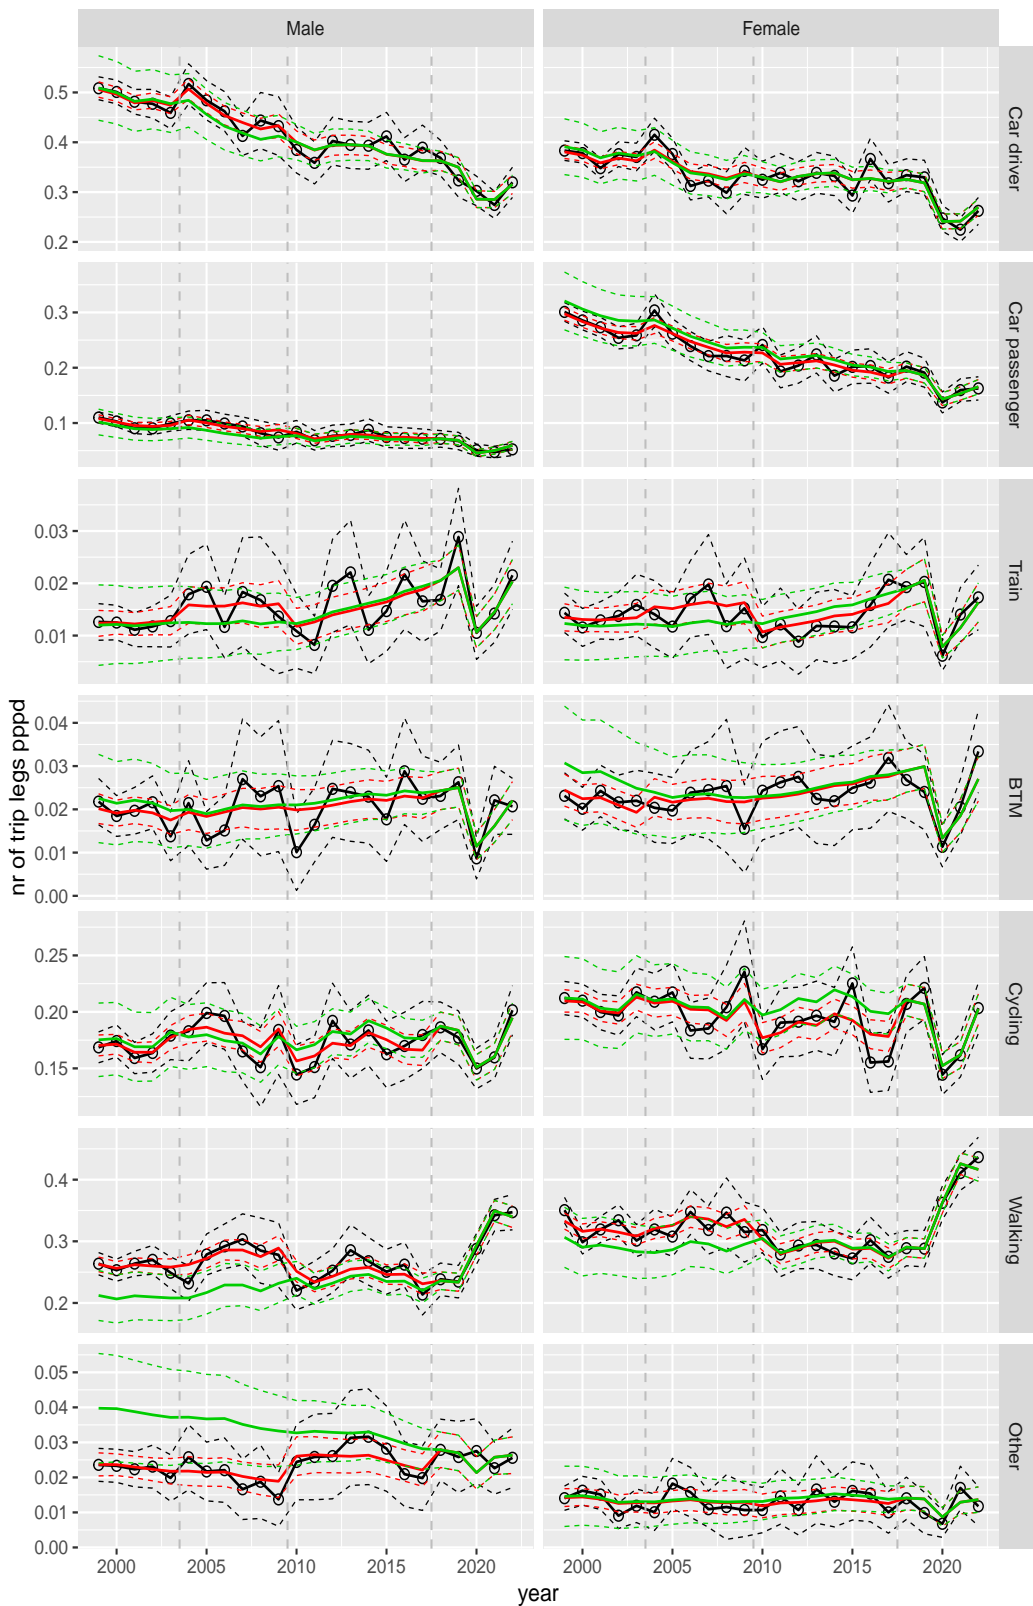 Male Female
0.5
0.4
0.3
0.2
Car driver
0.3
0.2
0.1
Car passenger
0.03
0.02
0.01
Train
0.04
0.03
0.02
0.01
0.00
BTM
0.25
0.20
0.15
Cycling
0.4
0.3
0.2
Walking
0.05
0.04
0.03
0.02
0.01
0.00
Other
nr of trip legs pppd
2000 2005 2010 2015 2020 2000 2005 2010 2015 2020
year